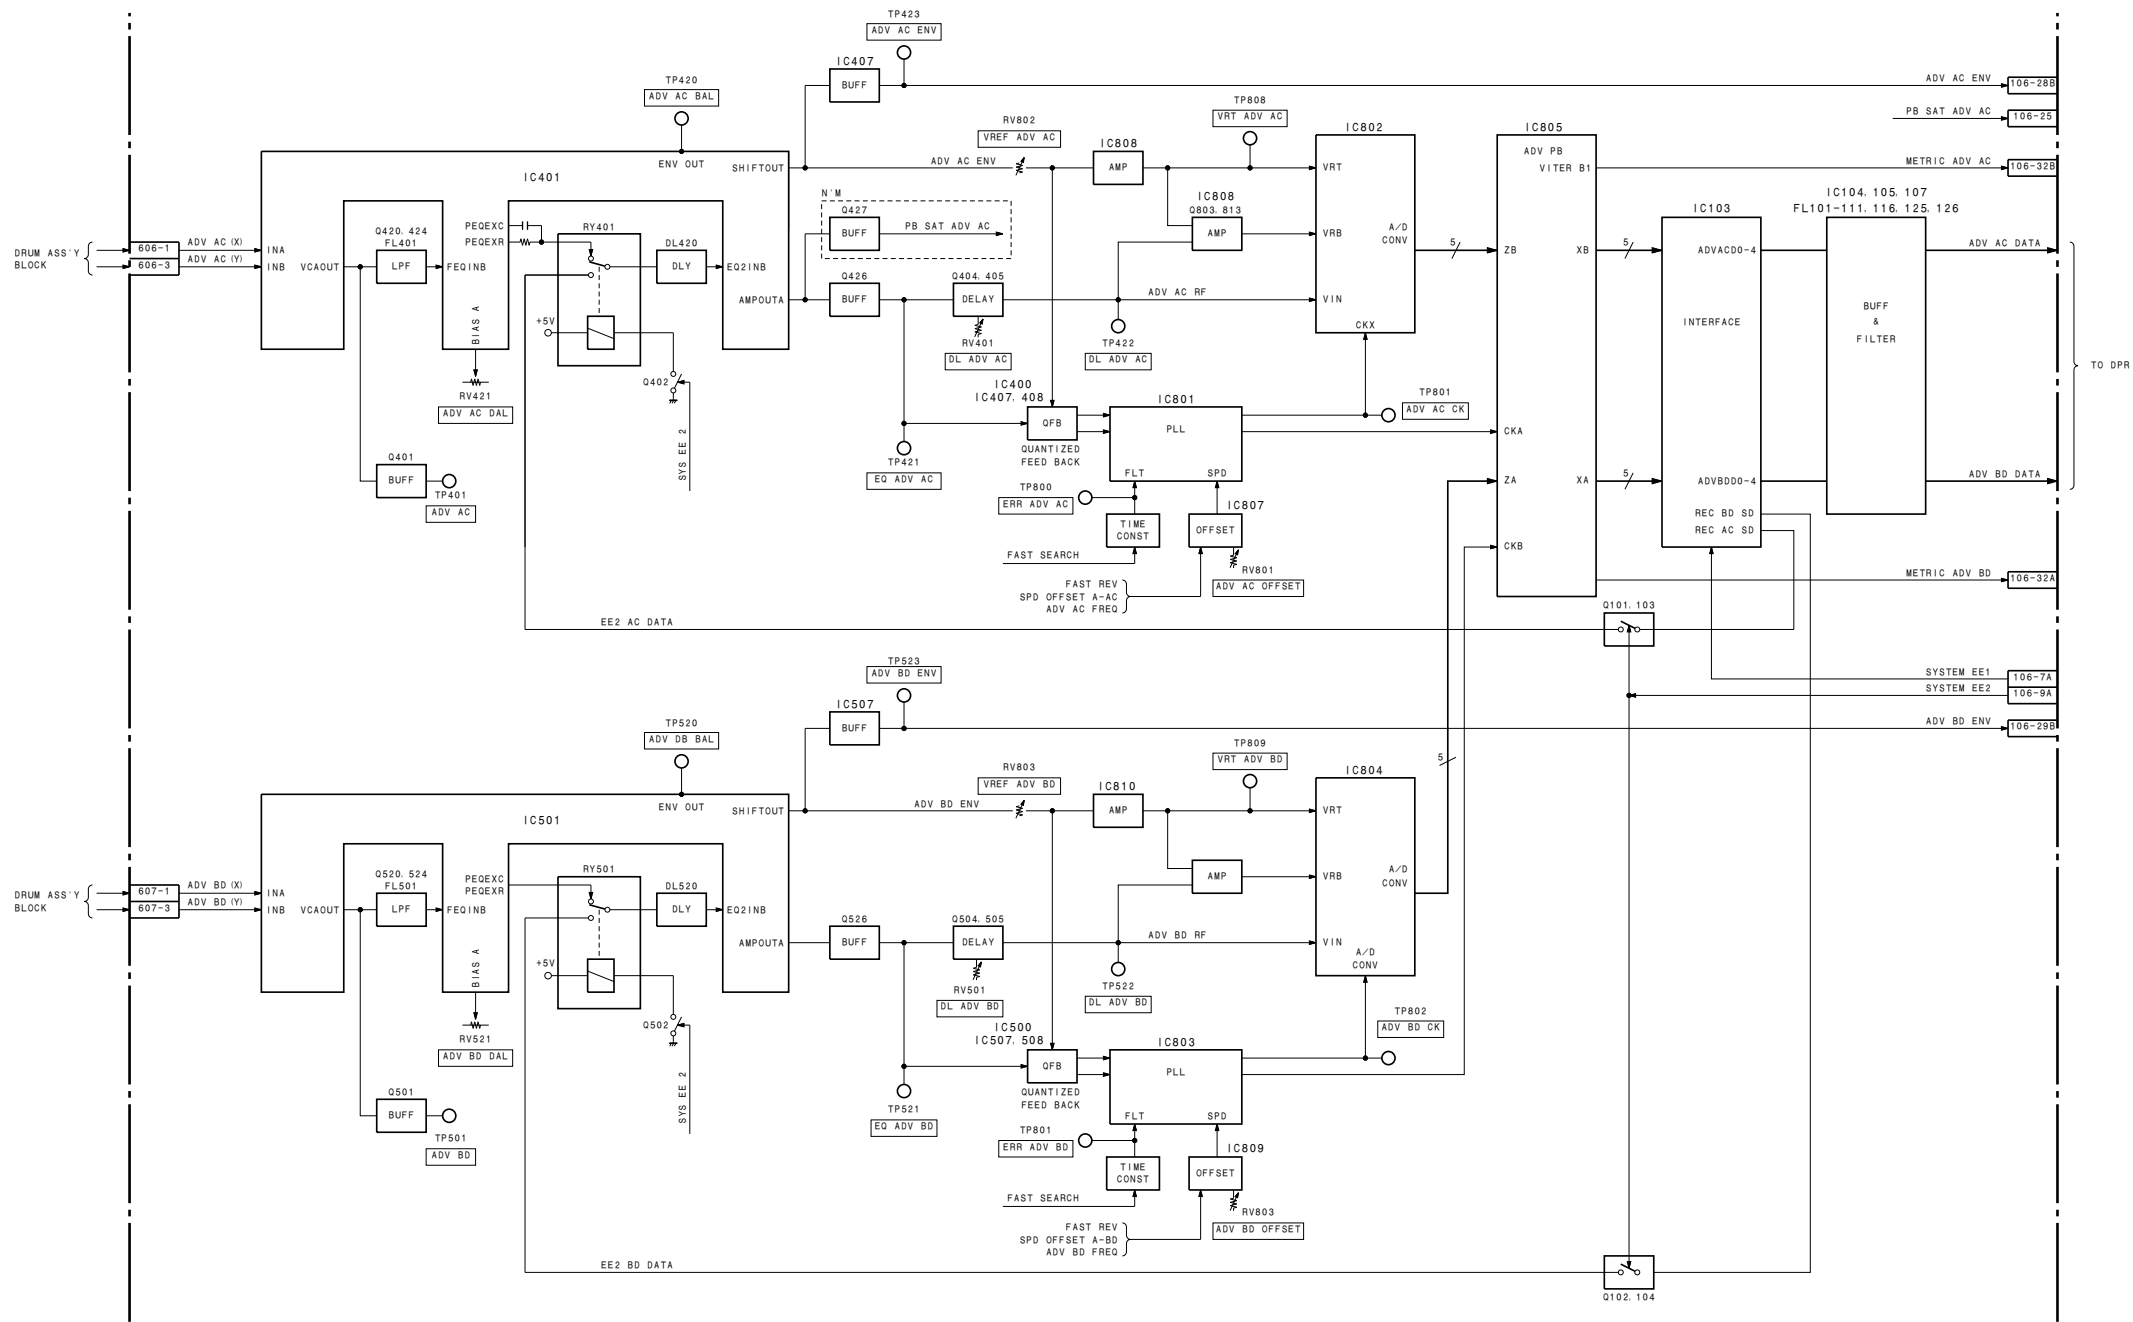 TP423
ADV AC ENV
IC407
BUFF
ADV AC ENV
106-28B
TP420
ADV AC BAL
PB SAT ADV AC
106-25
TP808
VRT ADV AC
RV802
VREF ADV AC
IC802
IC805
ENV OUT
SHIFTOUT
ADV AC ENV
IC808
AMP
VRT
ADV PB
VITER B1
METRIC ADV AC
106-32B
IC401
N'M
Q427
BUFF
PB SAT ADV AC
IC808
Q803, 813
AMP
VRB
A/D
CONV
IC103
IC104, 105, 107
FL101-111, 116, 125, 126
DRUM ASS'Y
BLOCK
606-1
ADV AC (X)
606-3
ADV AC (Y)
INA
INB
VCAOUT
Q420, 424
FL401
LPF
FEQINB
PEQEXC
PEQEXR
RY401
DL420
DLY
EQ2INB
5
ZB
XB
5
ADVACD0-4
ADV AC DATA
AMPOUTA
Q426
BUFF
Q404, 405
DELAY
ADV AC RF
VIN
CKX
BIAS A
+5V
RV401
DL ADV AC
TP422
DL ADV AC
INTERFACE
BUFF
&
FILTER
TO DPR
RV421
ADV AC DAL
Q402
SYS EE 2
IC400
IC407, 408
QFB
QUANTIZED
FEED BACK
IC801
PLL
FLT
SPD
TP801
ADV AC CK
CKA
Q401
BUFF
TP401
ADV AC
TP421
EQ ADV AC
TP800
ERR ADV AC
TIME
CONST
IC807
OFFSET
ZA
XA
5
ADVBDD0-4
ADV BD DATA
REC BD SD
REC AC SD
FAST SEARCH
RV801
ADV AC OFFSET
CKB
FAST REV
SPD OFFSET A-AC
ADV AC FREQ
METRIC ADV BD
106-32A
EE2 AC DATA
Q101, 103
TP523
ADV BD ENV
SYSTEM EE1
106-7A
SYSTEM EE2
106-9A
IC507
BUFF
ADV BD ENV
106-29B
TP520
ADV DB BAL
TP809
VRT ADV BD
5
RV803
VREF ADV BD
IC804
ENV OUT
SHIFTOUT
ADV BD ENV
IC810
AMP
VRT
IC501
AMP
VRB
A/D
CONV
DRUM ASS'Y
BLOCK
607-1
ADV BD (X)
607-3
ADV BD (Y)
INA
INB
VCAOUT
Q520, 524
FL501
LPF
FEQINB
PEQEXC
PEQEXR
RY501
DL520
DLY
EQ2INB
AMPOUTA
Q526
BUFF
Q504, 505
DELAY
ADV BD RF
VIN
A/D
CONV
BIAS A
+5V
RV501
DL ADV BD
TP522
DL ADV BD
RV521
ADV BD DAL
Q502
SYS EE 2
IC500
IC507, 508
QFB
QUANTIZED
FEED BACK
IC803
PLL
FLT
SPD
TP802
ADV BD CK
Q501
BUFF
TP501
ADV BD
TP521
EQ ADV BD
TP801
ERR ADV BD
TIME
CONST
IC809
OFFSET
FAST SEARCH
RV803
ADV BD OFFSET
FAST REV
SPD OFFSET A-BD
ADV BD FREQ
EE2 BD DATA
Q102, 104